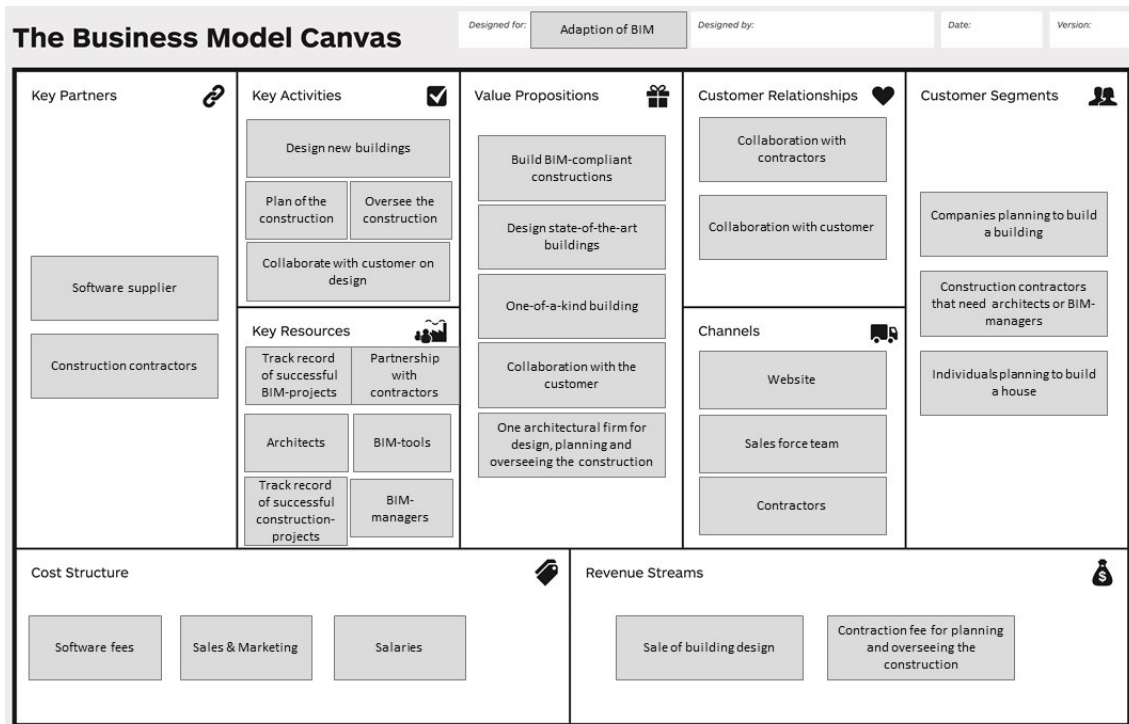 The Business Model Canvas
Designed for:
Adaption of BIM
Designed by:
Date:
Version:
Key Partners
Software supplier
Construction contractors
Key Activities
Design new buildings
Plan of the
construction
Oversee the
construction
Collaborate with customer on
design
Key Resources
Track record
of successful
BIM-projects
Partnership
with
contractors
Architects
BIM-tools
Track record
of successful
construction-
projects
BIM-
managers
Value Propositions
Build BIM-compliant
constructions
Design state-of-the-art
buildings
One-of-a-kind building
Collaboration with the
customer
One architectural firm for
design, planning and
overseeing the construction
Customer Relationships
Collaboration with
contractors
Collaboration with customer
Channels
Website
Sales force team
Contractors
Customer Segments
Companies planning to build
a building
Construction contractors
that need architects or BIM-
managers
Individuals planning to build
a house
Cost Structure
Software fees
Sales & Marketing
Salaries
Revenue Streams
Sale of building design
Contraction fee for planning
and overseeing the
construction